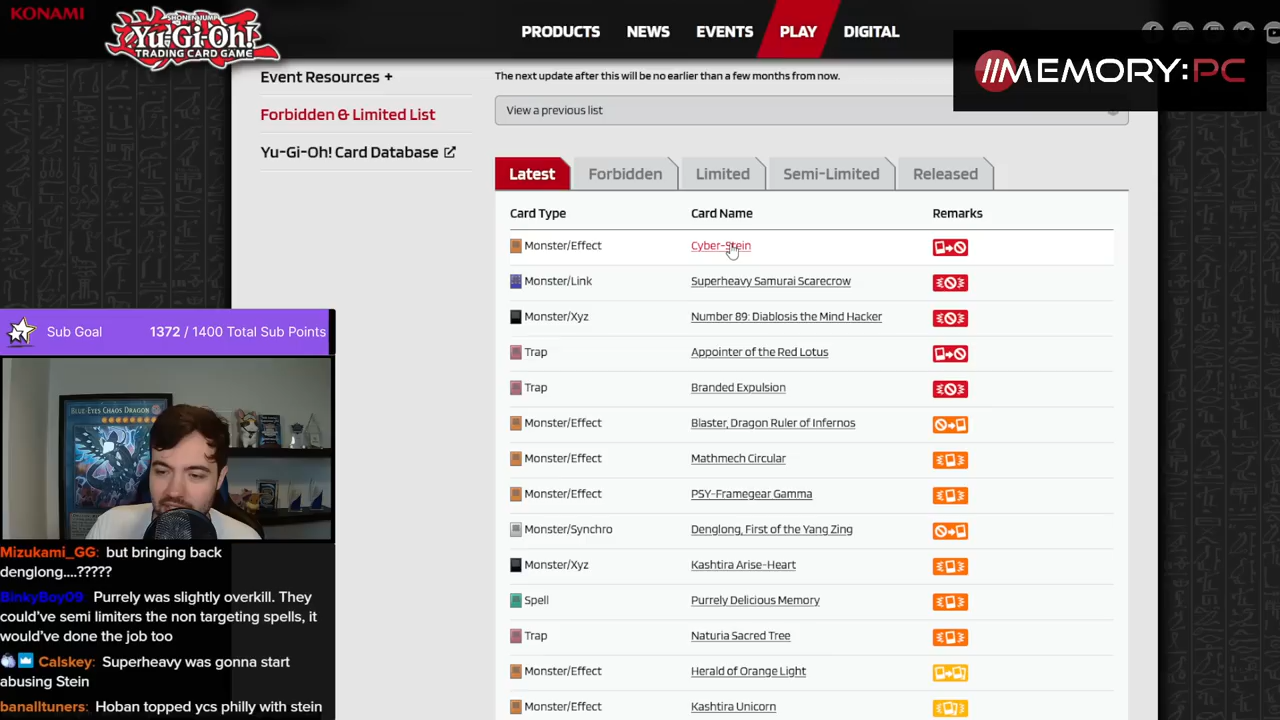 KONAMI
SHONEN JUMP
Yu-Gi-Oh!
TRADING CARD GAME
PRODUCTS NEWS EVENTS PLAY DIGITAL
//MEMORY:PC
Event Resources +
Forbidden & Limited List
Yu-Gi-Oh! Card Database
The next update after this will be no earlier than a few months from now.
View a previous list
Latest Forbidden Limited Semi-Limited Released
Card Type Card Name Remarks
Monster/Effect Cyber-Stein
Monster/Link Superheavy Samurai Scarecrow
Monster/Xyz Number 89: Diablosis the Mind Hacker
Trap Appointer of the Red Lotus
Trap Branded Expulsion
Monster/Effect Blaster, Dragon Ruler of Infernos
Monster/Effect Mathmech Circular
Monster/Effect PSY-Framegear Gamma
Monster/Synchro Denglong, First of the Yang Zing
Monster/Xyz Kashtira Arise-Heart
Spell Purrely Delicious Memory
Trap Naturia Sacred Tree
Monster/Effect Herald of Orange Light
Monster/Effect Kashtira Unicorn
Sub Goal 1372 / 1400 Total Sub Points
BLUE-EYES CHAOS DRAGON
Mizukami_GG: but bringing back
denglong....?????
BinkyBoy09 Purrely was slightly overkill. They
could've semi limiters the non targeting spells, it
would've done the job too
Calskey: Superheavy was gonna start
abusing Stein
banalltuners: Hoban topped ycs philly with stein